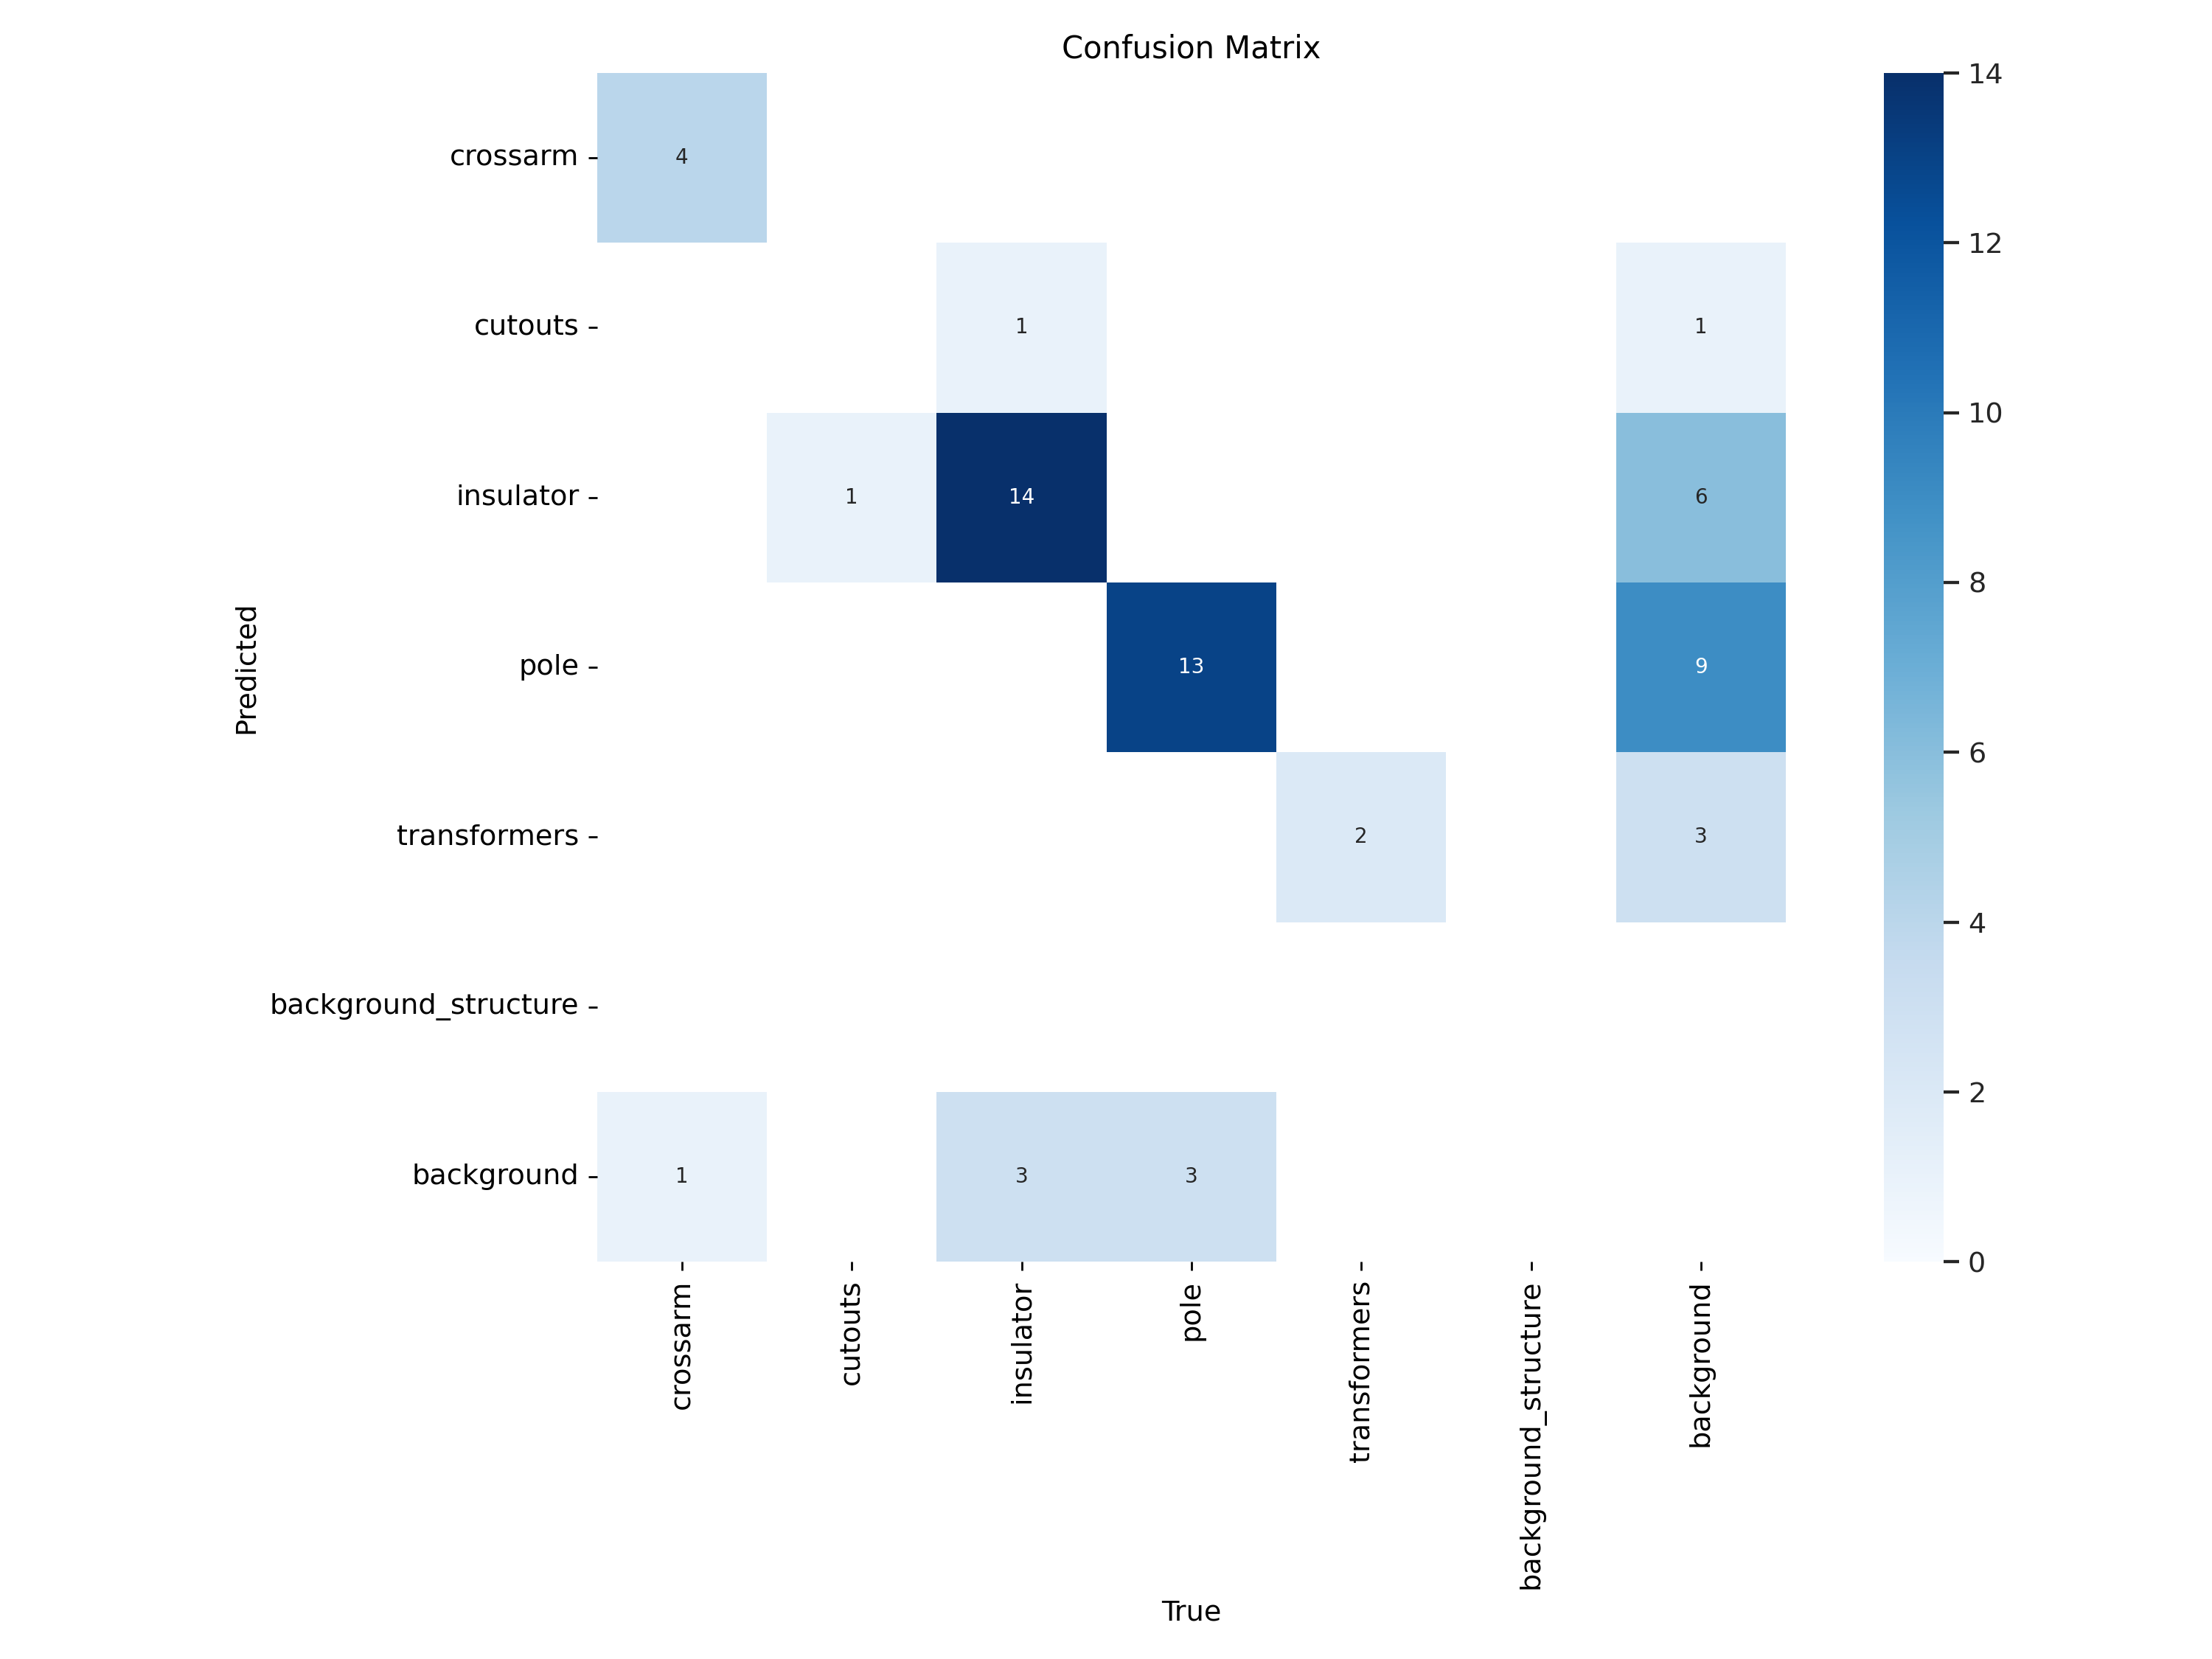 Confusion Matrix
crossarm
4
cutouts
1
1
insulator
1
14
6
pole
13
9
transformers
2
3
background_structure
background
1
3
3
Predicted
crossarm
cutouts
insulator
pole
transformers
background_structure
background
True
14
12
10
8
6
4
2
0